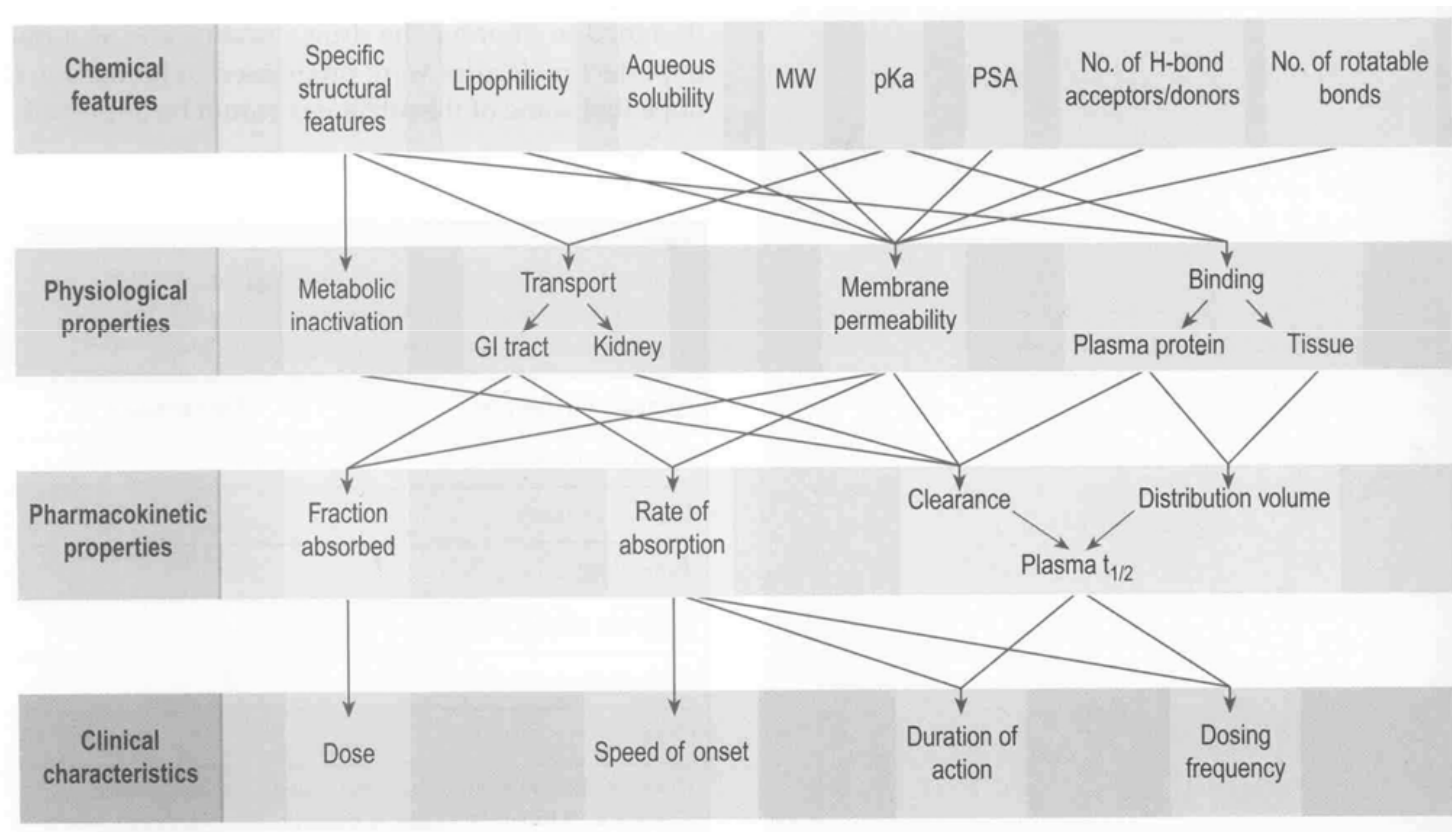 Chemical
features
Specific
structural
features
Lipophilicity
Aqueous
solubility
MW
pKa
PSA
No. of H-bond
acceptors/donors
No. of rotatable
bonds
Physiological
properties
Metabolic
inactivation
Transport
GI tract
Kidney
Membrane
permeability
Binding
Plasma protein
Tissue
Pharmacokinetic
properties
Fraction
absorbed
Rate of
absorption
Clearance
Distribution volume
Plasma t1/2
Clinical
characteristics
Dose
Speed of onset
Duration of
action
Dosing
frequency